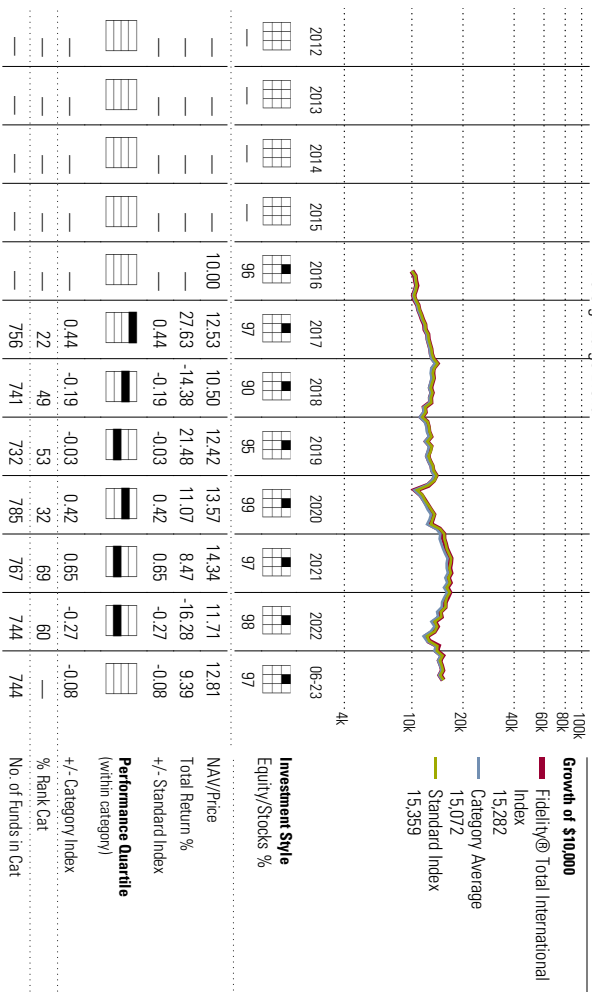 2012 2013 2014 2015 2016 2017 2018 2019 2020 2021 2022 06-23
100k
80k
60k
40k
20k
10k
4k
Growth of $10,000
Fidelity® Total International
Index
15,282
Category Average
15,072
Standard Index
15,359
— — — — 96 97 90 95 99 97 98 97
Investment Style
Equity/Stocks %
— — — — 10.00 12.53 10.50 12.42 13.57 14.34 11.71 12.81 NAV/Price
— — — — — 27.63 -14.38 21.48 11.07 8.47 -16.28 9.39 Total Return %
— — — — — 0.44 -0.19 -0.03 0.42 0.65 -0.27 -0.08 +/- Standard Index
Performance Quartile
(within category)
— — — — — 0.44 -0.19 -0.03 0.42 0.65 -0.27 -0.08 +/- Category Index
— — — — — 22 49 53 32 69 60 — % Rank Cat
— — — — — 756 741 732 785 767 744 744 No. of Funds in Cat